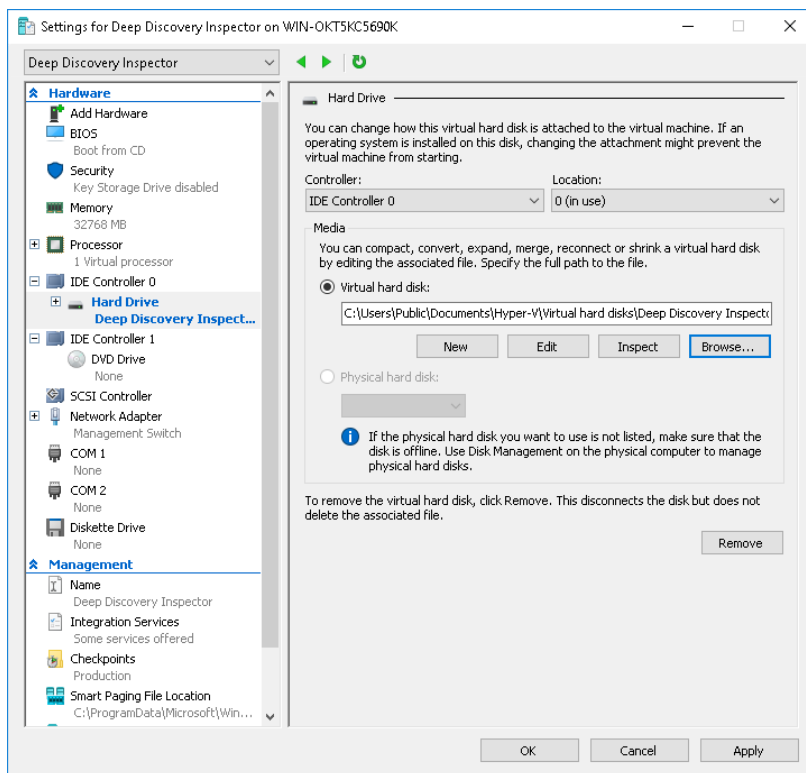 Settings for Deep Discovery Inspector on WIN-OKT5KC5690K
Deep Discovery Inspector
Hardware
Add Hardware
BIOS
Boot from CD
Security
Key Storage Drive disabled
Memory
32768 MB
Processor
1 Virtual processor
IDE Controller 0
Hard Drive
Deep Discovery Inspect...
IDE Controller 1
DVD Drive
None
SCSI Controller
Network Adapter
Management Switch
COM 1
None
COM 2
None
Diskette Drive
None
Management
Name
Deep Discovery Inspector
Integration Services
Some services offered
Checkpoints
Production
Smart Paging File Location
C:\ProgramData\Microsoft\Win...
Hard Drive
You can change how this virtual hard disk is attached to the virtual machine. If an
operating system is installed on this disk, changing the attachment might prevent the
virtual machine from starting.
Controller:
Location:
IDE Controller 0
0 (in use)
Media
You can compact, convert, expand, merge, reconnect or shrink a virtual hard disk
by editing the associated file. Specify the full path to the file.
Virtual hard disk:
C:\Users\Public\Documents\Hyper-V\Virtual hard disks\Deep Discovery Inspect
New
Edit
Inspect
Browse...
Physical hard disk:
If the physical hard disk you want to use is not listed, make sure that the
disk is offline. Use Disk Management on the physical computer to manage
physical hard disks.
To remove the virtual hard disk, click Remove. This disconnects the disk but does not
delete the associated file.
Remove
OK
Cancel
Apply